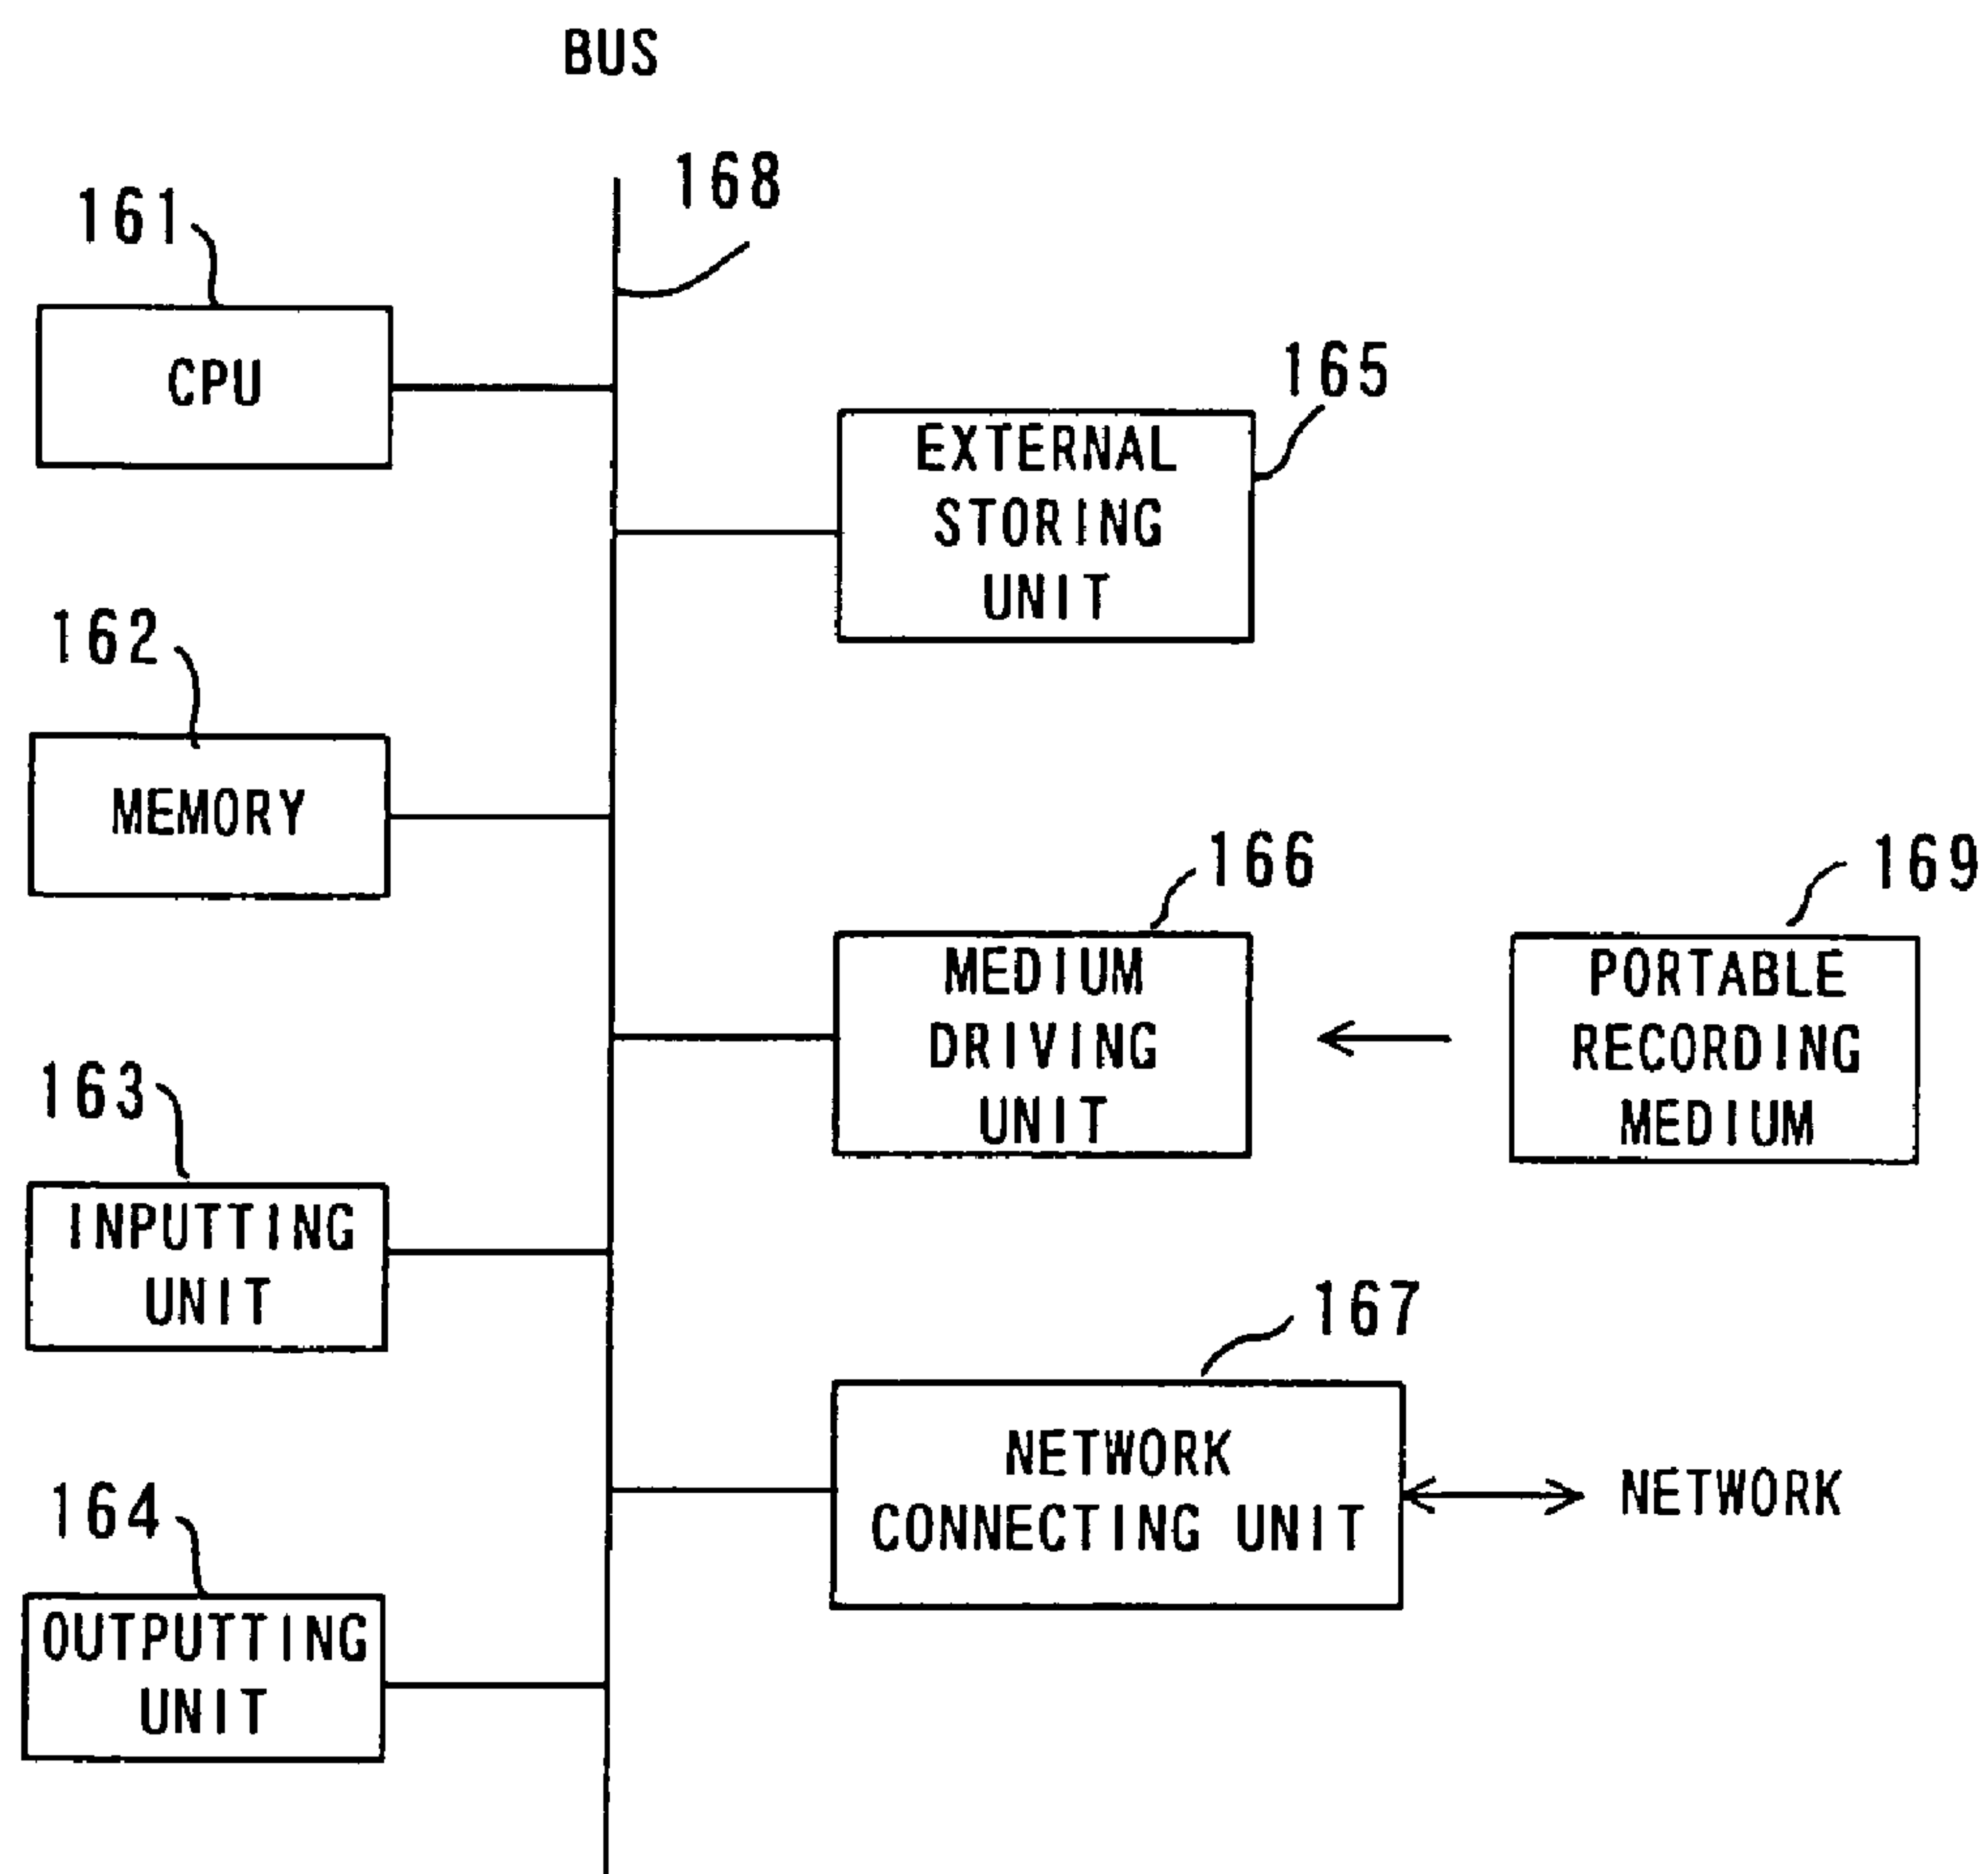 BUS
168
161
CPU
165
EXTERNAL
STORING
UNIT
162
MEMORY
166
MEDIUM
DRIVING
UNIT
169
PORTABLE
RECORDING
MEDIUM
163
INPUTTING
UNIT
167
NETWORK
CONNECTING UNIT
NETWORK
164
OUTPUTTING
UNIT